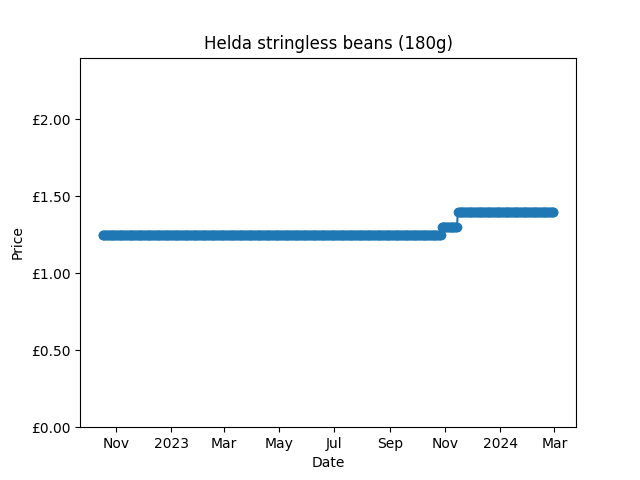 Helda stringless beans (180g)
£2.00
£1.50
£1.00
£0.50
£0.00
Price
Nov 2023 Mar May Jul Sep Nov 2024 Mar
Date